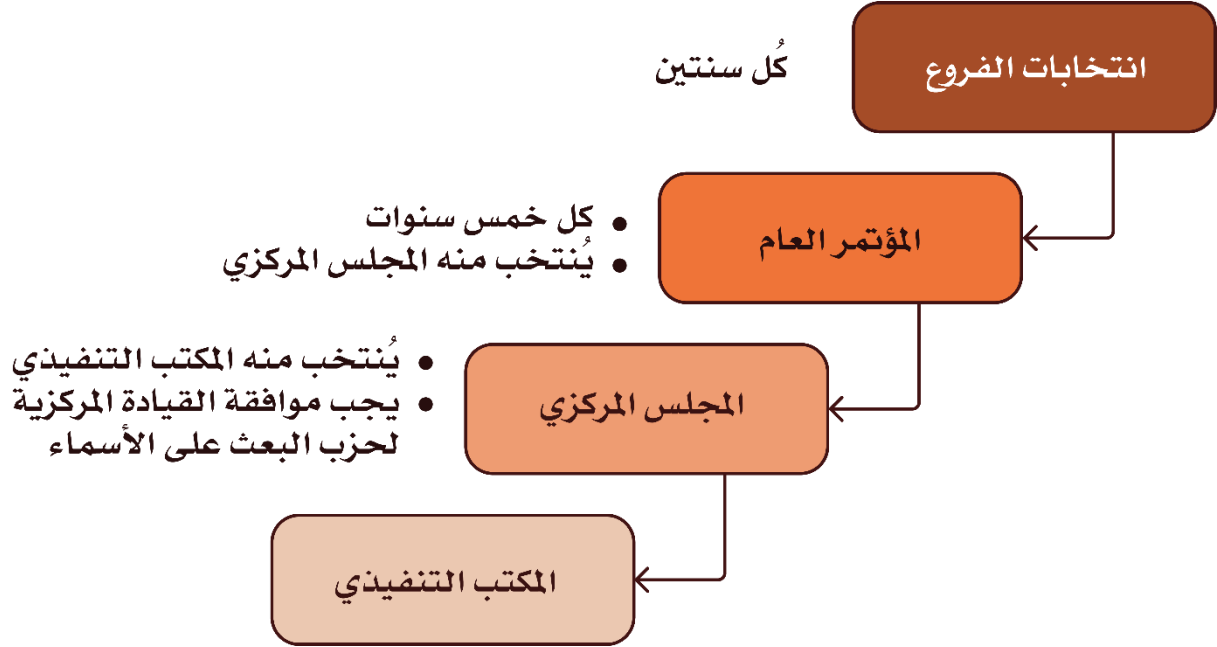 انتخابات الفروع
كُل سنتين
المؤتمر العام
• كل خمس سنوات
• يُنتخب منه المجلس المركزي
المجلس المركزي
• يُنتخب منه المكتب التنفيذي
• يجب موافقة القيادة المركزية
لحزب البعث على الأسماء
المكتب التنفيذي